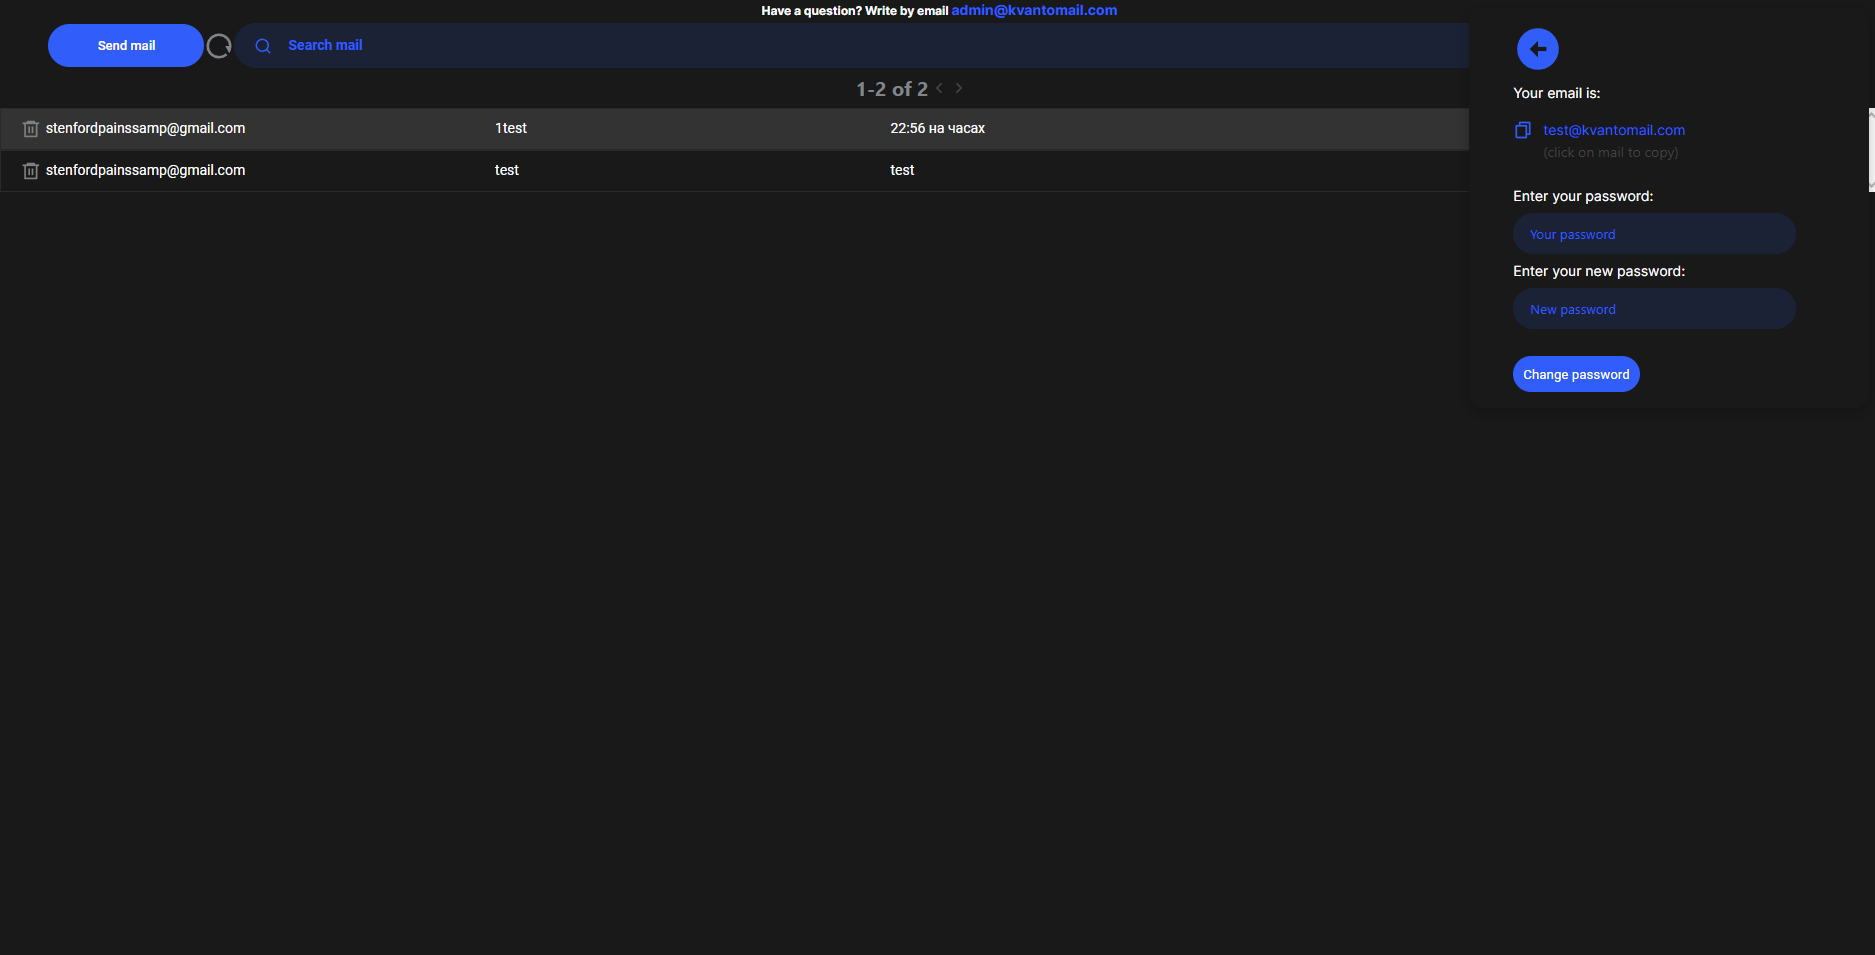 Have a question? Write by email admin@kvantomail.com
Send mail
Search mail
1-2 of 2
stenfordpainssamp@gmail.com 1test 22:56 на часах
stenfordpainssamp@gmail.com test test
Your email is:
test@kvantomail.com
(click on mail to copy)
Enter your password:
Your password
Enter your new password:
New password
Change password